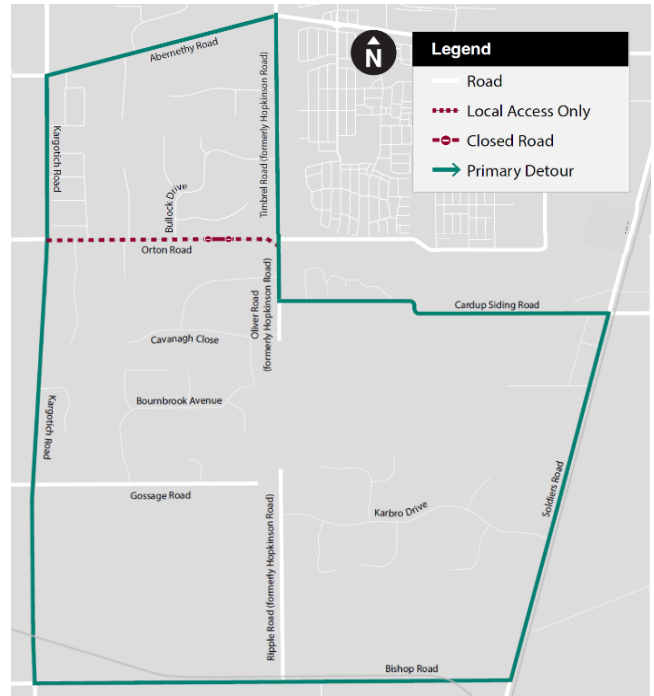 N
Legend
Road
Local Access Only
Closed Road
Primary Detour
Abernethy Road
Timbrel Road (formerly Hopkinson Road)
Kargotich Road
Bullock Drive
Orton Road
Oliver Road
(formerly Hopkinson Road)
Cardup Siding Road
Cavanagh Close
Bournbrook Avenue
Kargotich Road
Gossage Road
Ripple Road (formerly Hopkinson Road)
Karbro Drive
Soldiers Road
Bishop Road